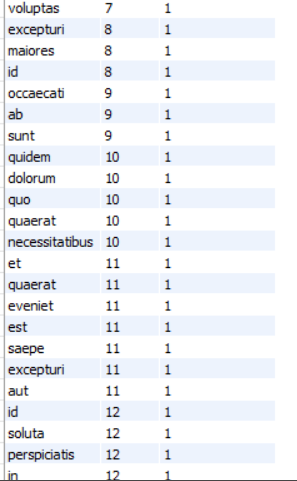 voluptas 7 1
excepturi 8 1
maiores 8 1
id 8 1
occaecati 9 1
ab 9 1
sunt 9 1
quidem 10 1
dolorum 10 1
quo 10 1
quaerat 10 1
necessitatibus 10 1
et 11 1
quaerat 11 1
eveniet 11 1
est 11 1
saepe 11 1
excepturi 11 1
aut 11 1
id 12 1
soluta 12 1
perspiciatis 12 1
in 12 1